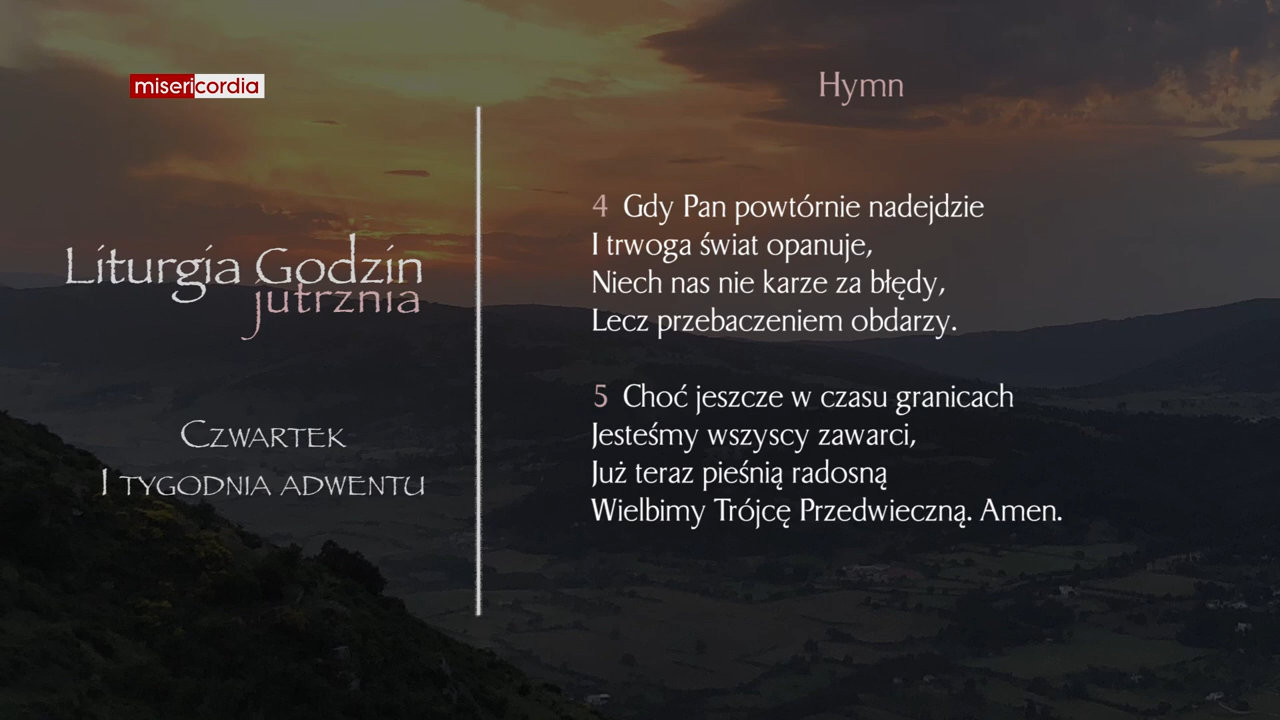 misericordia
Liturgia Godzin
jutrznia
Czwartek
I tygodnia adwentu
Hymn
4 Gdy Pan powtórnie nadejdzie
I trwoga świat opanuje,
Niech nas nie karze za błędy,
Lecz przebaczeniem obdarzy.
5 Choć jeszcze w czasu granicach
Jesteśmy wszyscy zawarci,
Już teraz pieśnią radosną
Wielbimy Trójcę Przedwieczną. Amen.